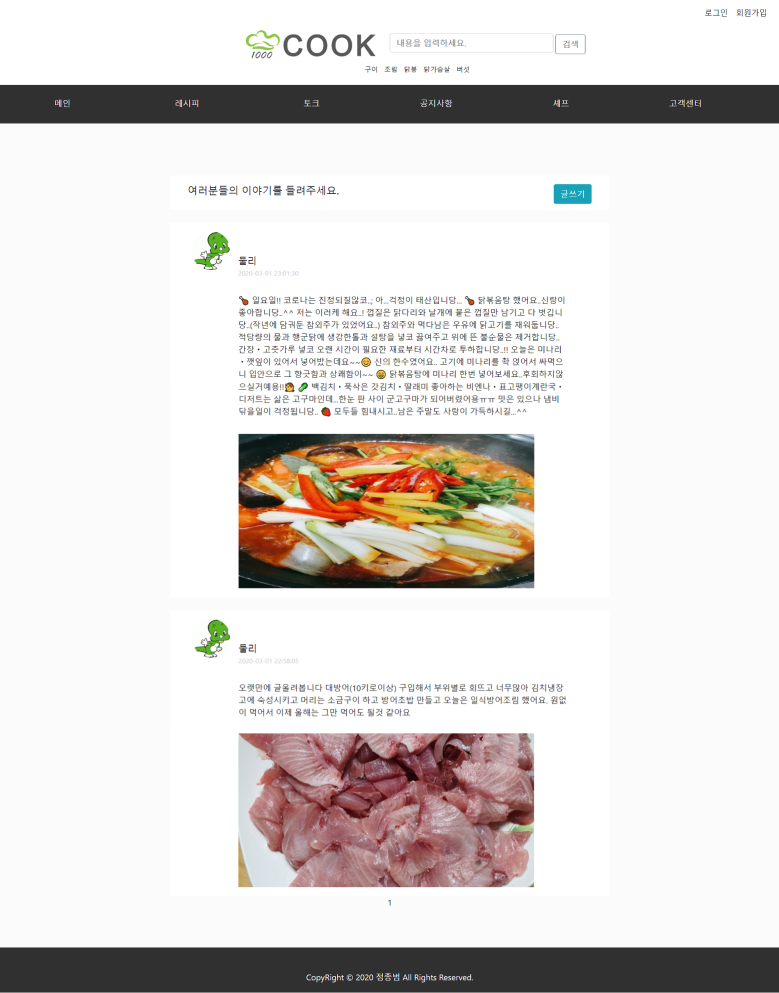 로그인 회원가입
1000 COOK 내용을 입력하세요. 검색
구이 조림 닭봉 닭가슴살 버섯
메인 레시피 토크 공지사항 셰프 고객센터
여러분들의 이야기를 들려주세요. 글쓰기
둘리
2020-03-01 23:01:30
🍗 일요일!! 코로나는 진정되질않코..; 아...걱정이 태산입니당... 🍗 닭볶음탕 했어요..신랑이
좋아합니당..^^ 저는 이러케 해요..! 껍질은 닭다리와 날개에 붙은 껍질만 남기고 다 벗깁니
당..(작년에 담궈둔 참외주가 있었어요..) 참외주와 먹다남은 우유에 닭고기를 재워둡니당..
적당량의 물과 행군닭에 생강한톨과 설탕을 넣코 끓여주고 위에 뜬 불순물은 제거합니당..
간장・고춧가루 넣코 오랜 시간이 필요한 재료부터 시간차로 투하합니당..!! 오늘은 미나리
・깻잎이 있어서 넣어봤는데요~~😊 신의 한수였어요.. 고기에 미나리를 촥 얹어서 싸먹으
니 입안으로 그 향긋함과 상쾌함이~~ 😁 닭볶음탕에 미나리 한번 넣어보세요..후회하지않
으실거예용!!🙆 🥬 백김치・푹삭은 갓김치・딸래미 좋아하는 비엔나・표고팽이계란국・
디저트는 삶은 고구마인데...한눈 판 사이 군고구마가 되어버렸어용ㅠㅠ 맛은 있으나 냄비
닦을일이 걱정됩니당.. 🍓 모두들 힘내시고..남은 주말도 사랑이 가득하시길...^^
둘리
2020-03-01 22:58:05
오랫만에 글올려봅니다 대방어(10키로이상) 구입해서 부위별로 회뜨고 너무많아 김치냉장
고에 숙성시키고 머리는 소금구이 하고 방어초밥 만들고 오늘은 일식방어조림 했어요. 원없
이 먹어서 이제 올해는 그만 먹어도 될것 같아요
1
CopyRight © 2020 정종범 All Rights Reserved.